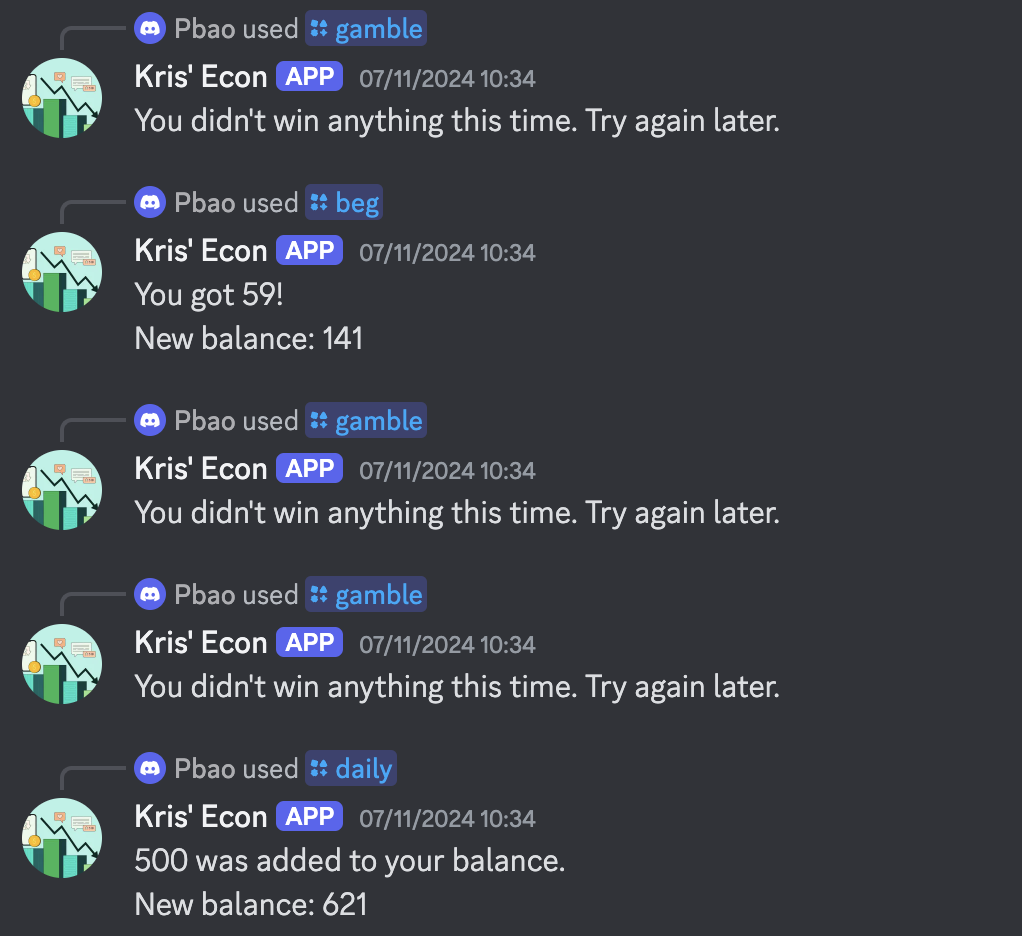 Pbao used gamble
Kris' Econ APP 07/11/2024 10:34
You didn't win anything this time. Try again later.
Pbao used beg
Kris' Econ APP 07/11/2024 10:34
You got 59!
New balance: 141
Pbao used gamble
Kris' Econ APP 07/11/2024 10:34
You didn't win anything this time. Try again later.
Pbao used gamble
Kris' Econ APP 07/11/2024 10:34
You didn't win anything this time. Try again later.
Pbao used daily
Kris' Econ APP 07/11/2024 10:34
500 was added to your balance.
New balance: 621